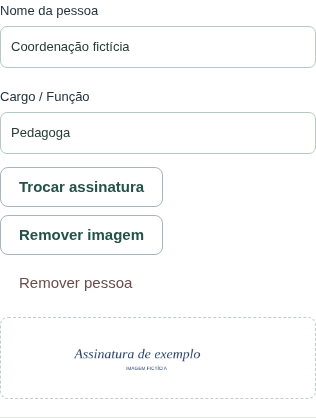 Nome da pessoa
Coordenação fictícia
Cargo / Função
Pedagoga
Trocar assinatura
Remover imagem
Remover pessoa
Assinatura de exemplo
IMAGEM FICTÍCIA